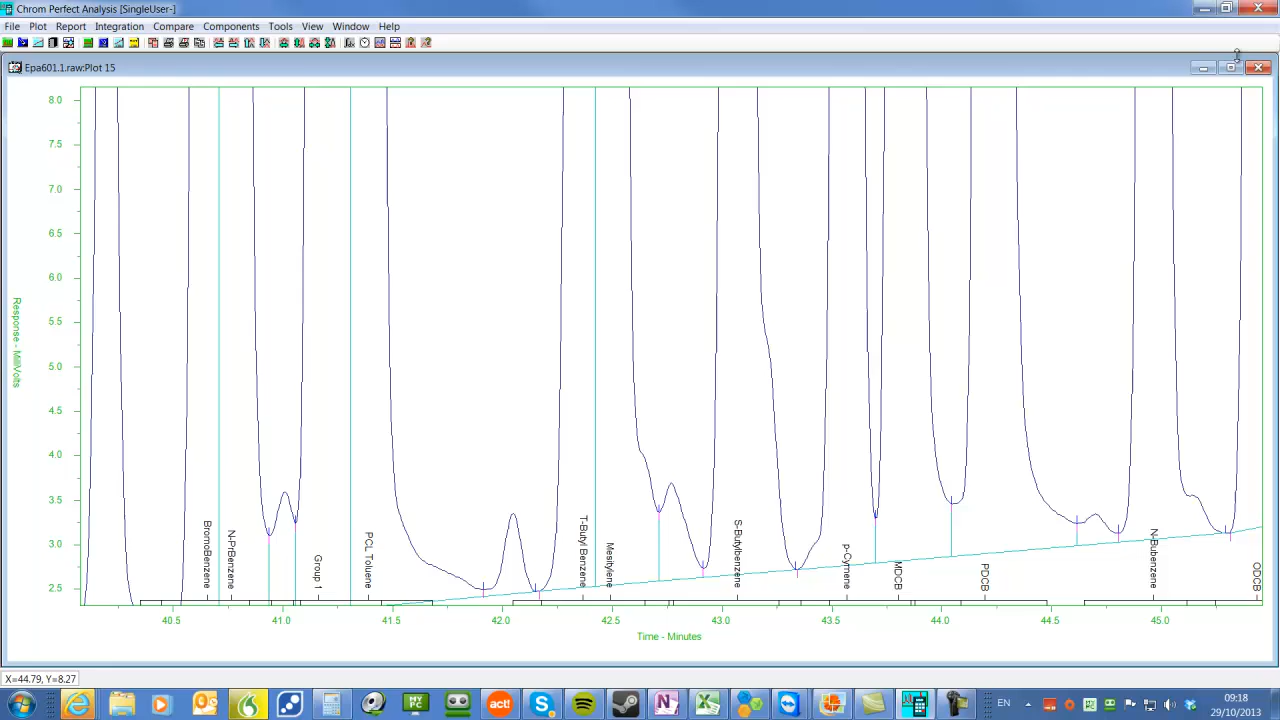 Chrom Perfect Analysis [SingleUser-]
File Plot Report Integration Compare Components Tools View Window Help
Epa601.1.raw:Plot 15
8.0
7.5
7.0
6.5
6.0
5.5
5.0
4.5
4.0
3.5
3.0
2.5
Response - MilliVolts
BromoBenzene
N-PrBenzene
Group 1
PCL Toluene
T-Butyl Benzene
Mesitylene
S-Butylbenzene
p-Cymene
MDCB
PDCB
N-Bubenzene
ODCB
40.5 41.0 41.5 42.0 42.5 43.0 43.5 44.0 44.5 45.0
Time - Minutes
X=44.79, Y=8.27
MY PC
act!
EN
09:18
29/10/2013